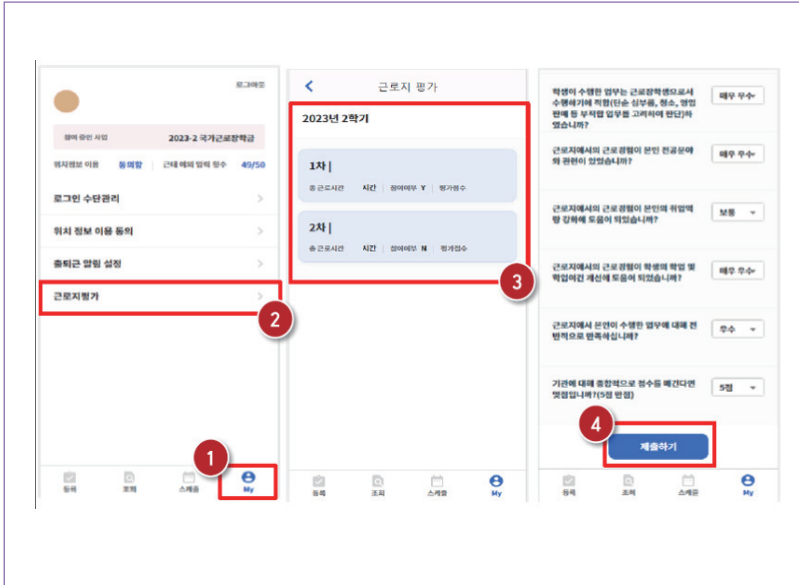 로그아웃
참여 중인 사업 2023-2 국가근로장학금
위치정보 이용 동의함 근태 예외 입력 횟수 49/50
로그인 수단관리
위치 정보 이용 동의
출퇴근 알림 설정
근로지평가
2
1
등록 조회 스케줄 My
근로지 평가
2023년 2학기
1차 |
총 근로시간 시간 | 참여여부 Y | 평가점수
2차 |
총 근로시간 시간 | 참여여부 N | 평가점수
3
등록 조회 스케줄 My
학생이 수행한 업무는 근로장학생으로서
수행하기에 적합(단순 심부름, 청소, 영업
판매 등 부적합 업무를 고려하여 판단)하
였습니까?
매우 우수
근로지에서의 근로경험이 본인 전공분야
와 관련이 있었습니까?
매우 우수
근로지에서의 근로경험이 본인의 취업역
량 강화에 도움이 되었습니까?
보통
근로지에서의 근로경험이 학생의 학업 및
학업여건 개선에 도움이 되었습니까?
매우 우수
근로지에서 본인이 수행한 업무에 대해 전
반적으로 만족하십니까?
우수
기관에 대해 종합적으로 점수를 매긴다면
몇점입니까?(5점 만점)
5점
4
제출하기
등록 조회 스케줄 My